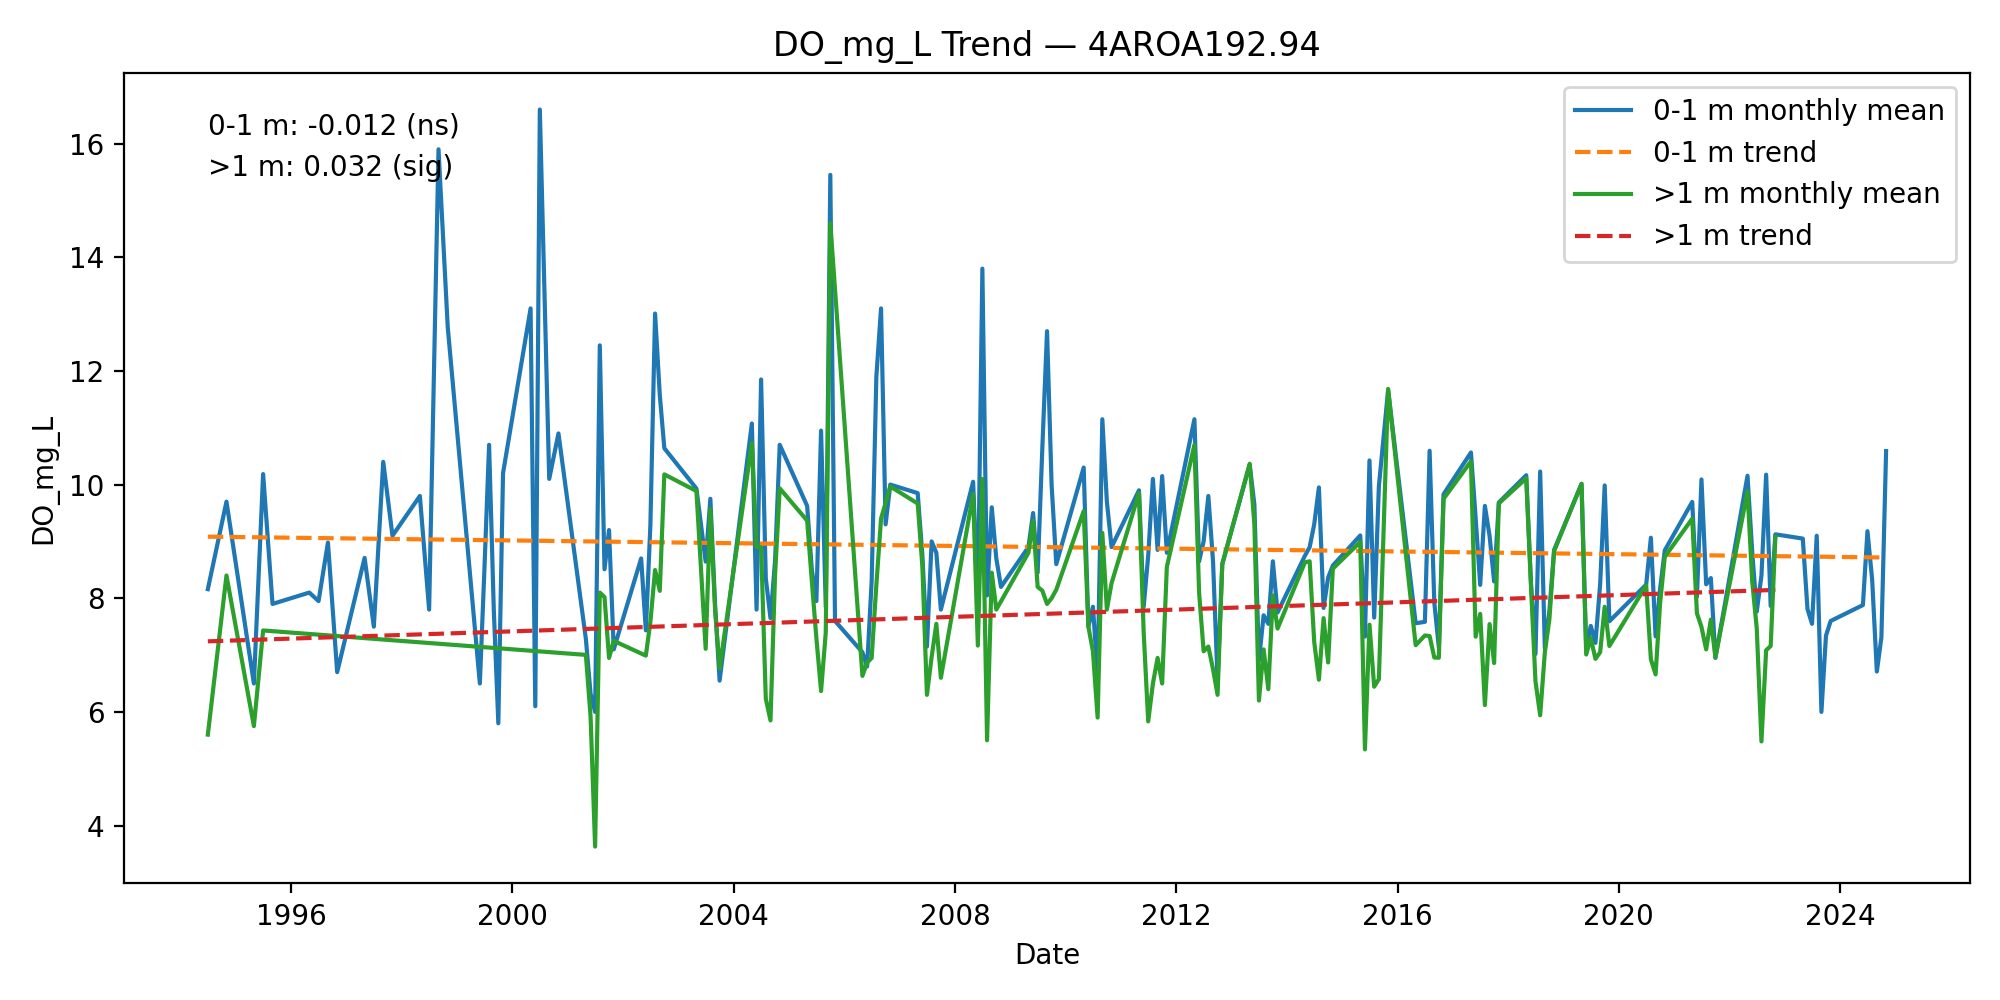 DO_mg_L Trend — 4AROA192.94
0-1 m: -0.012 (ns)
>1 m: 0.032 (sig)
0-1 m monthly mean
0-1 m trend
>1 m monthly mean
>1 m trend
DO_mg_L
16
14
12
10
8
6
4
1996
2000
2004
2008
2012
2016
2020
2024
Date